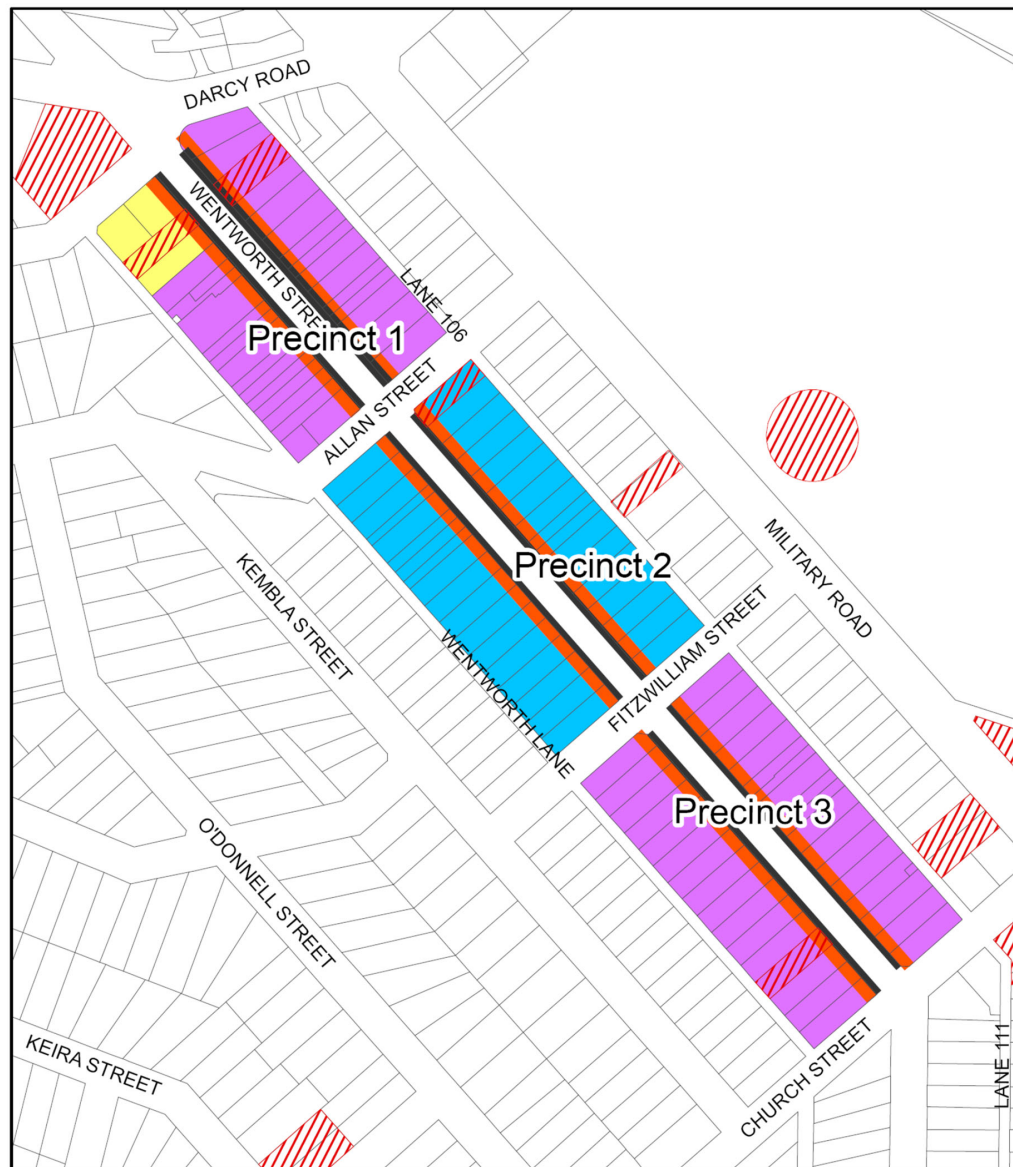 DARCY ROAD
WENTWORTH STREET
LANE 106
Precinct 1
ALLAN STREET
Precinct 2
MILITARY ROAD
KEMBLA STREET
FITZWILLIAM STREET
WENTWORTH LANE
Precinct 3
O'DONNELL STREET
KEIRA STREET
CHURCH STREET
LANE 111